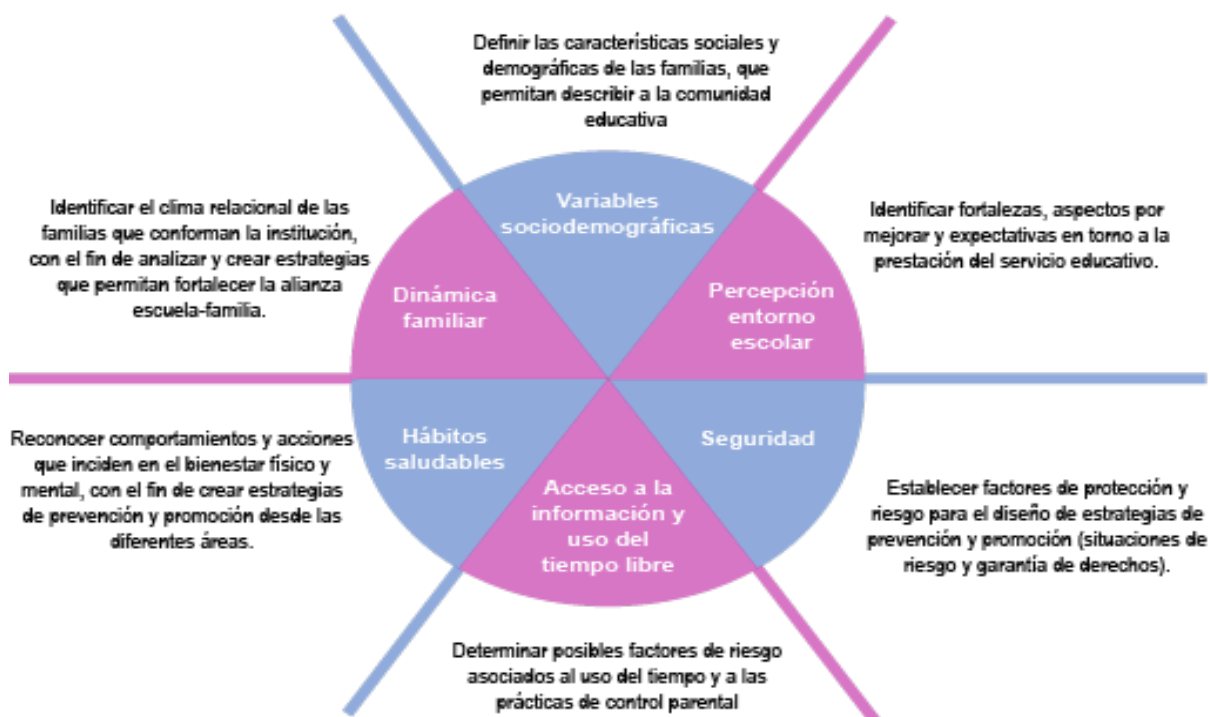 Definir las características sociales y
demográficas de las familias, que
permitan describir a la comunidad
educativa
Variables
sociodemográficas
Identificar el clima relacional de las
familias que conforman la institución,
con el fin de analizar y crear estrategias
que permitan fortalecer la alianza
escuela-familia.
Dinámica
familiar
Percepción
entorno
escolar
Identificar fortalezas, aspectos por
mejorar y expectativas en torno a la
prestación del servicio educativo.
Reconocer comportamientos y acciones
que inciden en el bienestar físico y
mental, con el fin de crear estrategias
de prevención y promoción desde las
diferentes áreas.
Hábitos
saludables
Acceso a la
información y
uso del
tiempo libre
Seguridad
Establecer factores de protección y
riesgo para el diseño de estrategias de
prevención y promoción (situaciones de
riesgo y garantía de derechos).
Determinar posibles factores de riesgo
asociados al uso del tiempo y a las
prácticas de control parental